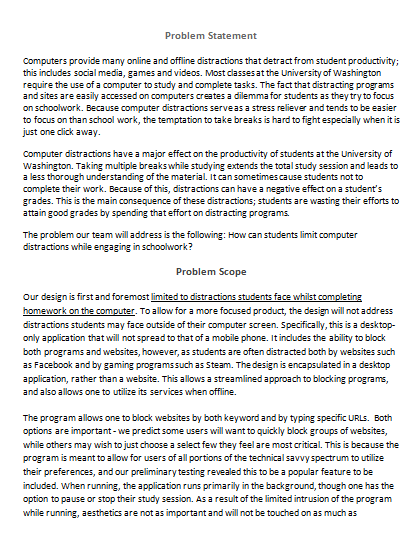 Problem Statement
Computers provide many online and offline distractions that detract from student productivity;
this includes social media, games and videos. Most classes at the University of Washington
require the use of a computer to study and complete tasks. The fact that distracting programs
and sites are easily accessed on computers creates a dilemma for students as they try to focus
on schoolwork. Because computer distractions serve as a stress reliever and tends to be easier
to focus on than school work, the temptation to take breaks is hard to fight especially when it is
just one click away.
Computer distractions have a major effect on the productivity of students at the University of
Washington. Taking multiple breaks while studying extends the total study session and leads to
a less thorough understanding of the material. It can sometimes cause students not to
complete their work. Because of this, distractions can have a negative effect on a student's
grades. This is the main consequence of these distractions; students are wasting their efforts to
attain good grades by spending that effort on distracting programs.
The problem our team will address is the following: How can students limit computer
distractions while engaging in schoolwork?
Problem Scope
Our design is first and foremost limited to distractions students face whilst completing
homework on the computer. To allow for a more focused product, the design will not address
distractions students may face outside of their computer screen. Specifically, this is a desktop-
only application that will not spread to that of a mobile phone. It includes the ability to block
both programs and websites, however, as students are often distracted both by websites such
as Facebook and by gaming programs such as Steam. The design is encapsulated in a desktop
application, rather than a website. This allows a streamlined approach to blocking programs,
and also allows one to utilize its services when offline.
The program allows one to block websites by both keyword and by typing specific URLs. Both
options are important - we predict some users will want to quickly block groups of websites,
while others may wish to just choose a select few they feel are most critical. This is because the
program is meant to allow for users of all portions of the technical savvy spectrum to utilize
their preferences, and our preliminary testing revealed this to be a popular feature to be
included. When running, the application runs primarily in the background, though one has the
option to pause or stop their study session. As a result of the limited intrusion of the program
while running, aesthetics are not as important and will not be touched on as much as